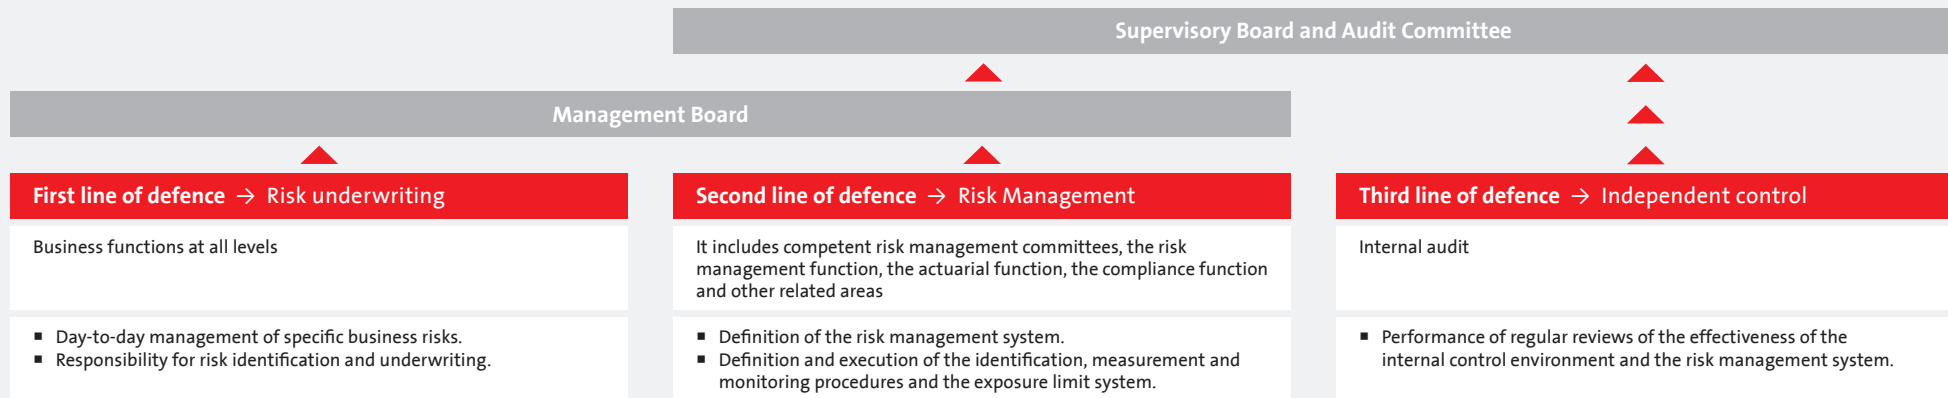 Supervisory Board and Audit Committee
Management Board
First line of defence → Risk underwriting
Business functions at all levels
▪ Day-to-day management of specific business risks.
▪ Responsibility for risk identification and underwriting.
Second line of defence → Risk Management
It includes competent risk management committees, the risk
management function, the actuarial function, the compliance function
and other related areas
▪ Definition of the risk management system.
▪ Definition and execution of the identification, measurement and
monitoring procedures and the exposure limit system.
Third line of defence → Independent control
Internal audit
▪ Performance of regular reviews of the effectiveness of the
internal control environment and the risk management system.